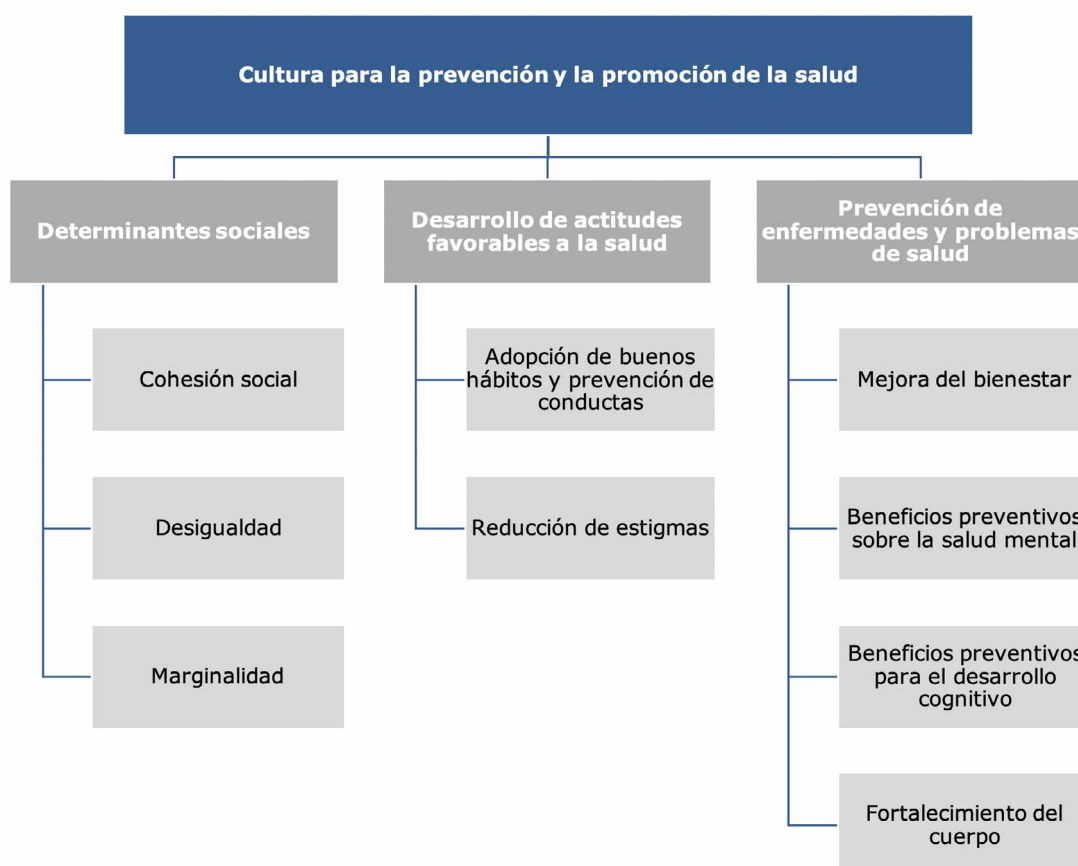 Cultura para la prevención y la promoción de la salud
Determinantes sociales
Cohesión social
Desigualdad
Marginalidad
Desarrollo de actitudes
favorables a la salud
Adopción de buenos
hábitos y prevención de
conductas
Reducción de estigmas
Prevención de
enfermedades y problemas
de salud
Mejora del bienestar
Beneficios preventivos
sobre la salud mental
Beneficios preventivos
para el desarrollo
cognitivo
Fortalecimiento del
cuerpo